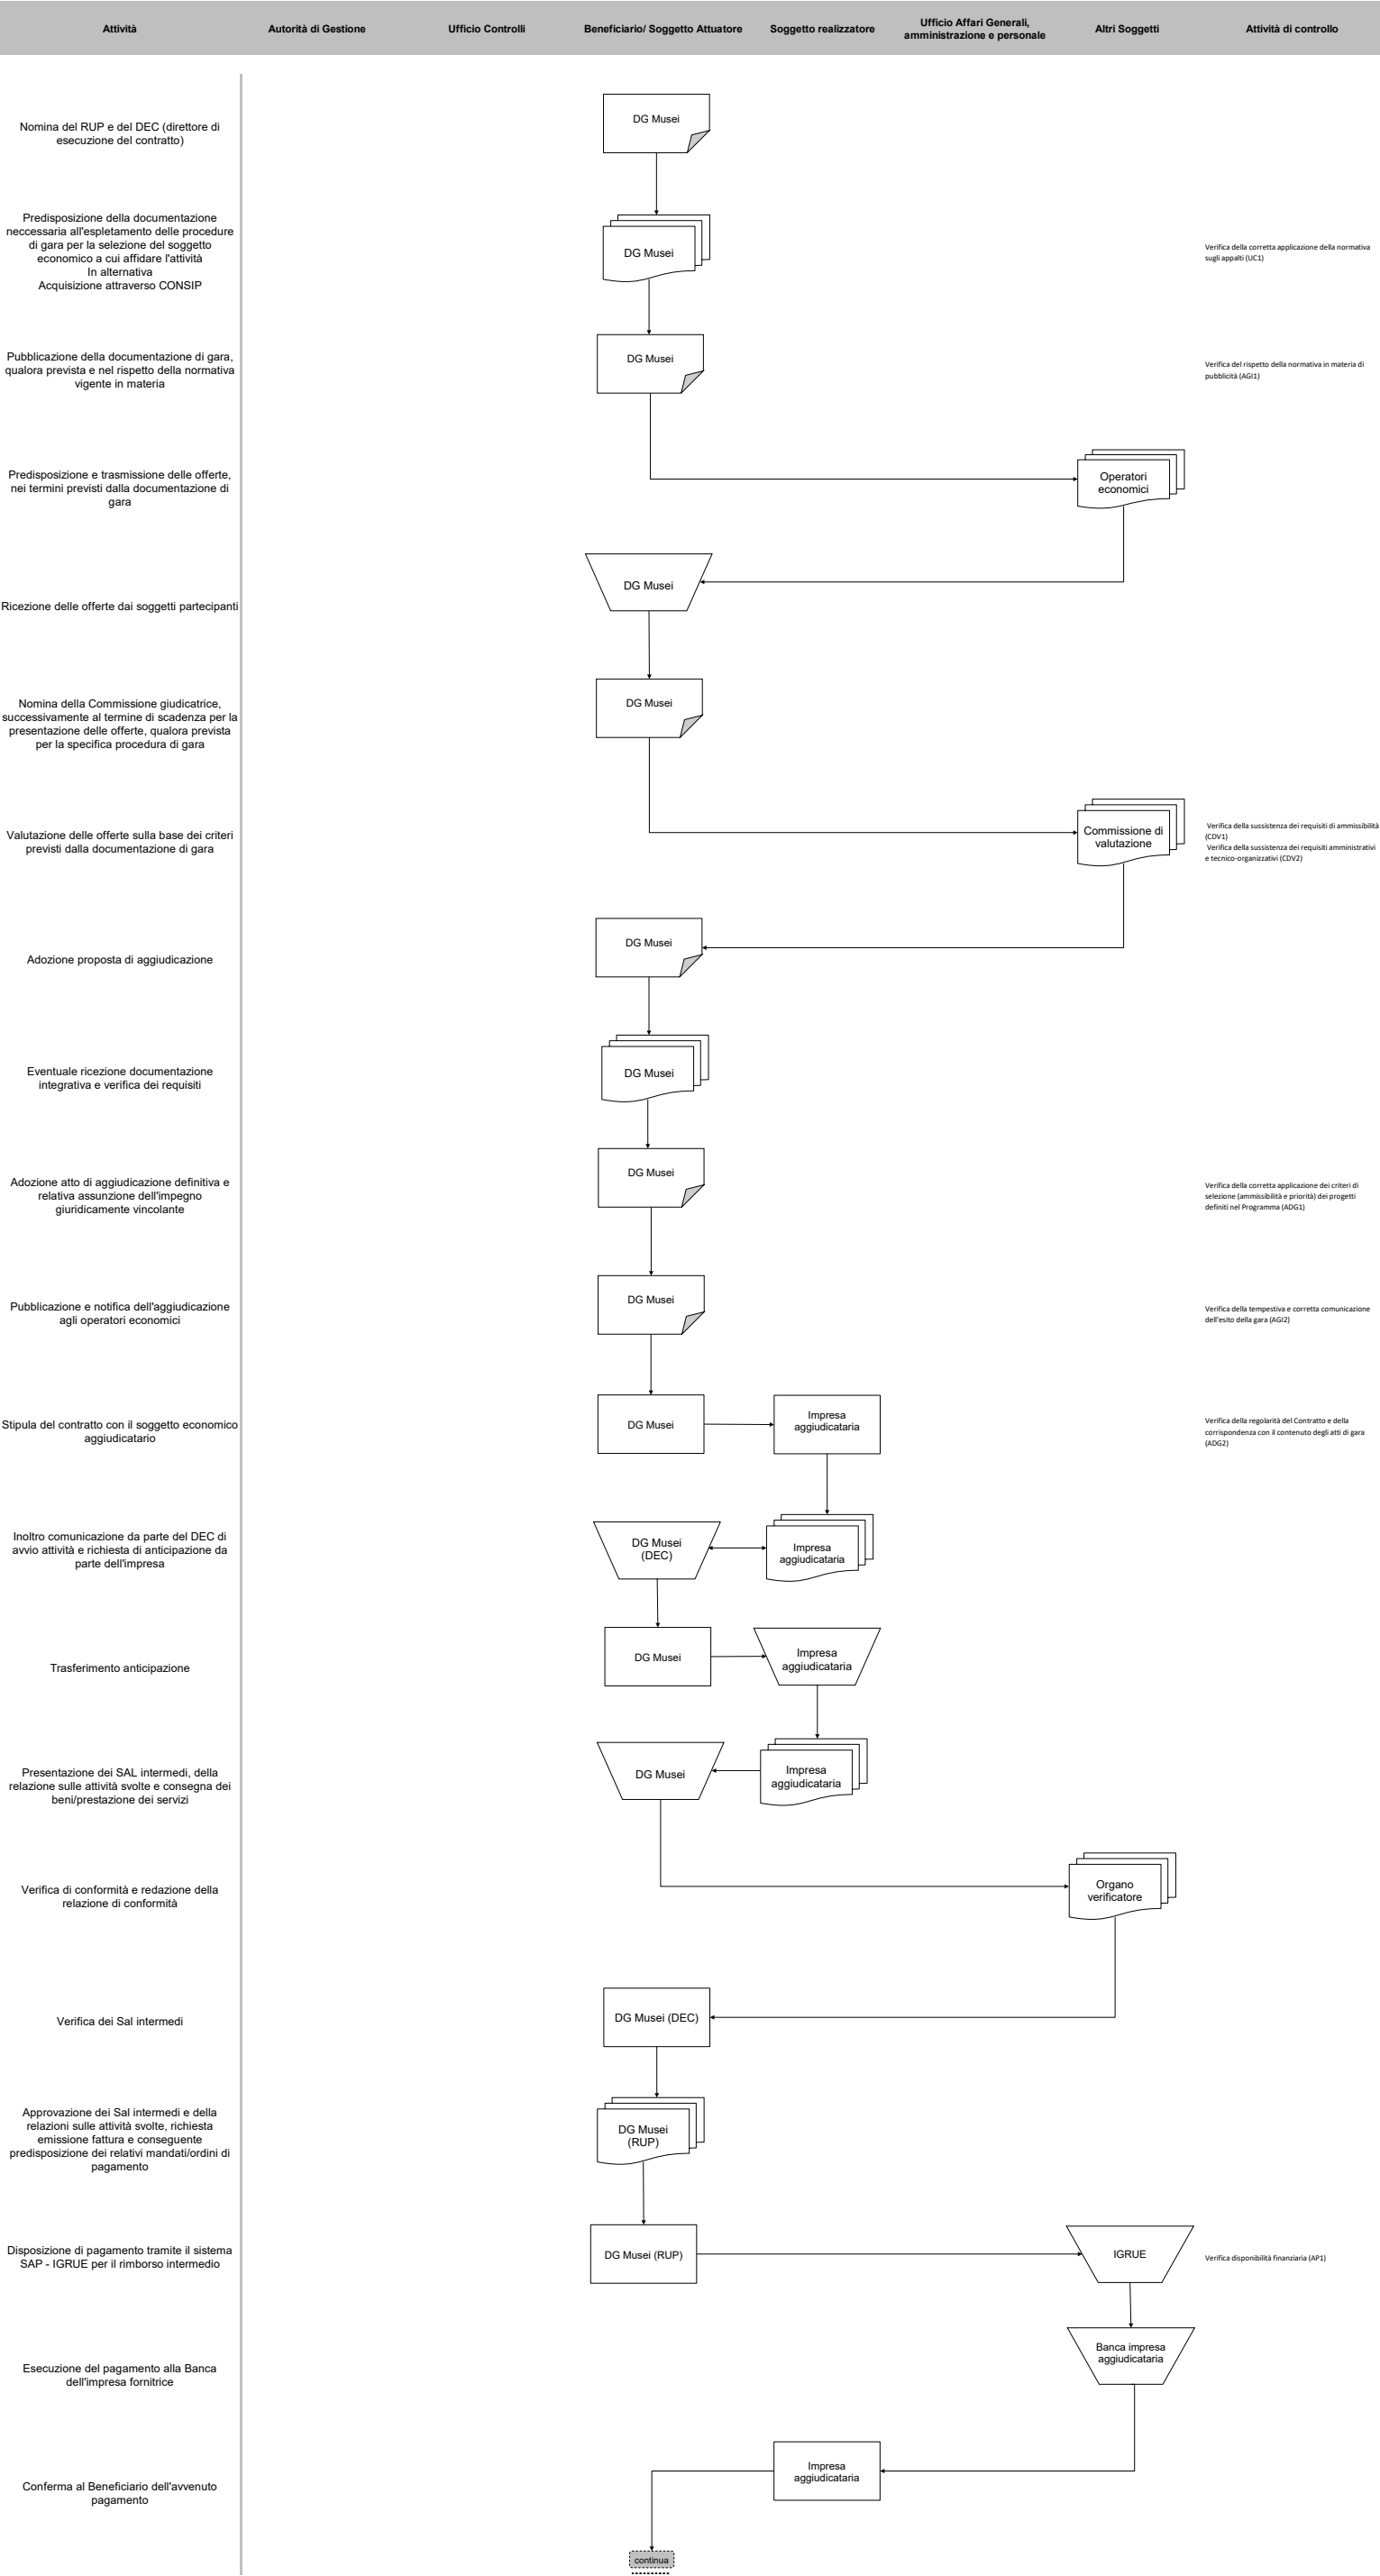 Attività
Autorità di Gestione
Ufficio Controlli
Beneficiario/ Soggetto Attuatore
Soggetto realizzatore
Ufficio Affari Generali,
amministrazione e personale
Altri Soggetti
Attività di controllo
Nomina del RUP e del DEC (direttore di
esecuzione del contratto)
DG Musei
Predisposizione della documentazione
neccessaria all'espletamento delle procedure
di gara per la selezione del soggetto
economico a cui affidare l'attività
In alternativa
Acquisizione attraverso CONSIP
DG Musei
Verifica della corretta applicazione della normativa
sugli appalti (UC1)
Pubblicazione della documentazione di gara,
qualora prevista e nel rispetto della normativa
vigente in materia
DG Musei
Verifica del rispetto della normativa in materia di
pubblicità (AGI1)
Predisposizione e trasmissione delle offerte,
nei termini previsti dalla documentazione di
gara
Operatori
economici
Ricezione delle offerte dai soggetti partecipanti
DG Musei
Nomina della Commissione giudicatrice,
successivamente al termine di scadenza per la
presentazione delle offerte, qualora prevista
per la specifica procedura di gara
DG Musei
Valutazione delle offerte sulla base dei criteri
previsti dalla documentazione di gara
Commissione di
valutazione
Verifica della sussistenza dei requisiti di ammissibilità
(CDV1)
Verifica della sussistenza dei requisiti amministrativi
e tecnico-organizzativi (CDV2)
Adozione proposta di aggiudicazione
DG Musei
Eventuale ricezione documentazione
integrativa e verifica dei requisiti
DG Musei
Adozione atto di aggiudicazione definitiva e
relativa assunzione dell'impegno
giuridicamente vincolante
DG Musei
Verifica della corretta applicazione dei criteri di
selezione (ammissibilità e priorità) dei progetti
definiti nel Programma (ADG1)
Pubblicazione e notifica dell'aggiudicazione
agli operatori economici
DG Musei
Verifica della tempestiva e corretta comunicazione
dell'esito della gara (AGI2)
Stipula del contratto con il soggetto economico
aggiudicatario
DG Musei
Impresa
aggiudicataria
Verifica della regolarità del Contratto e della
corrispondenza con il contenuto degli atti di gara
(ADG2)
Inoltro comunicazione da parte del DEC di
avvio attività e richiesta di anticipazione da
parte dell'impresa
DG Musei
(DEC)
Impresa
aggiudicataria
Trasferimento anticipazione
DG Musei
Impresa
aggiudicataria
Presentazione dei SAL intermedi, della
relazione sulle attività svolte e consegna dei
beni/prestazione dei servizi
DG Musei
Impresa
aggiudicataria
Verifica di conformità e redazione della
relazione di conformità
Organo
verificatore
Verifica dei Sal intermedi
DG Musei (DEC)
Approvazione dei Sal intermedi e della
relazioni sulle attività svolte, richiesta
emissione fattura e conseguente
predisposizione dei relativi mandati/ordini di
pagamento
DG Musei
(RUP)
Disposizione di pagamento tramite il sistema
SAP - IGRUE per il rimborso intermedio
DG Musei (RUP)
IGRUE
Verifica disponibilità finanziaria (AP1)
Esecuzione del pagamento alla Banca
dell'impresa fornitrice
Banca impresa
aggiudicataria
Conferma al Beneficiario dell'avvenuto
pagamento
Impresa
aggiudicataria
continua